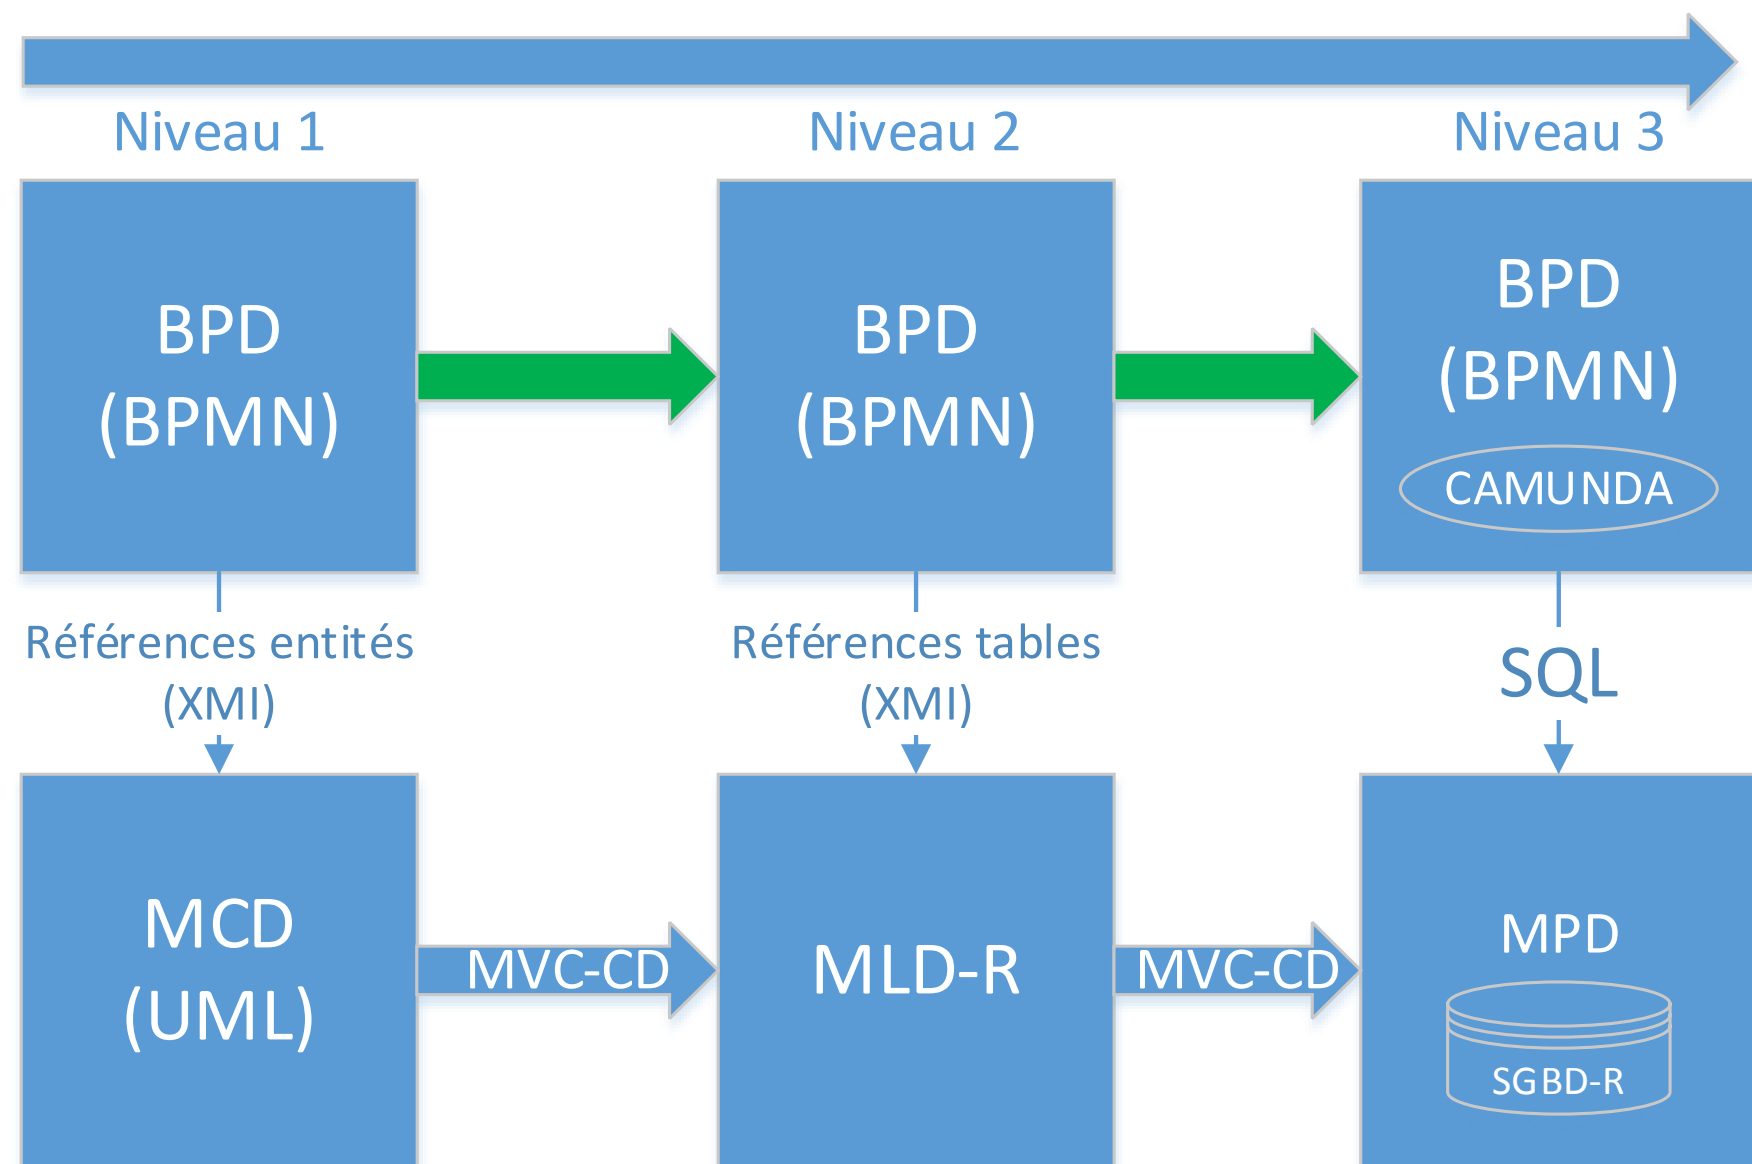 Niveau 1
Niveau 2
Niveau 3
BPD
(BPMN)
BPD
(BPMN)
BPD
(BPMN)
CAMUNDA
Références entités
(XMI)
Références tables
(XMI)
SQL
MCD
(UML)
MVC-CD
MLD-R
MVC-CD
MPD
SGBD-R